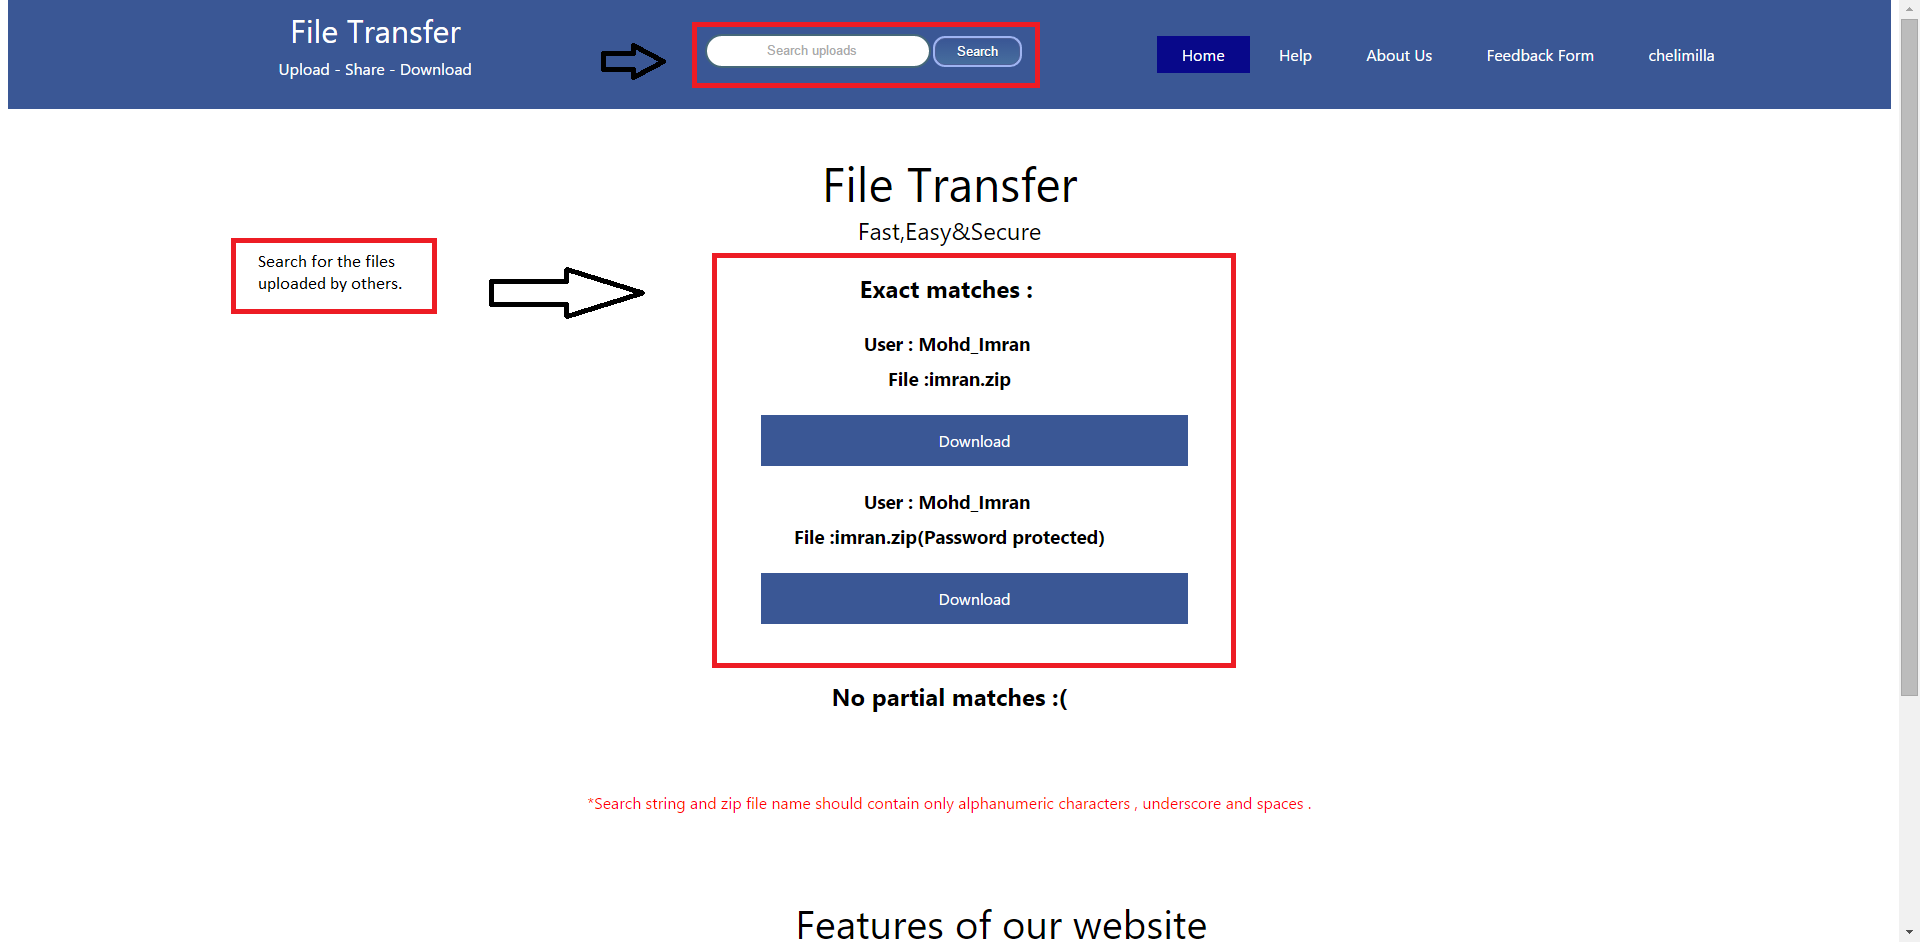 File Transfer
Upload - Share - Download
Search uploads
Search
Home
Help
About Us
Feedback Form
chelimilla
File Transfer
Fast,Easy&Secure
Search for the files
uploaded by others.
Exact matches :
User : Mohd_Imran
File :imran.zip
Download
User : Mohd_Imran
File :imran.zip(Password protected)
Download
No partial matches :(
*Search string and zip file name should contain only alphanumeric characters , underscore and spaces .
Features of our website